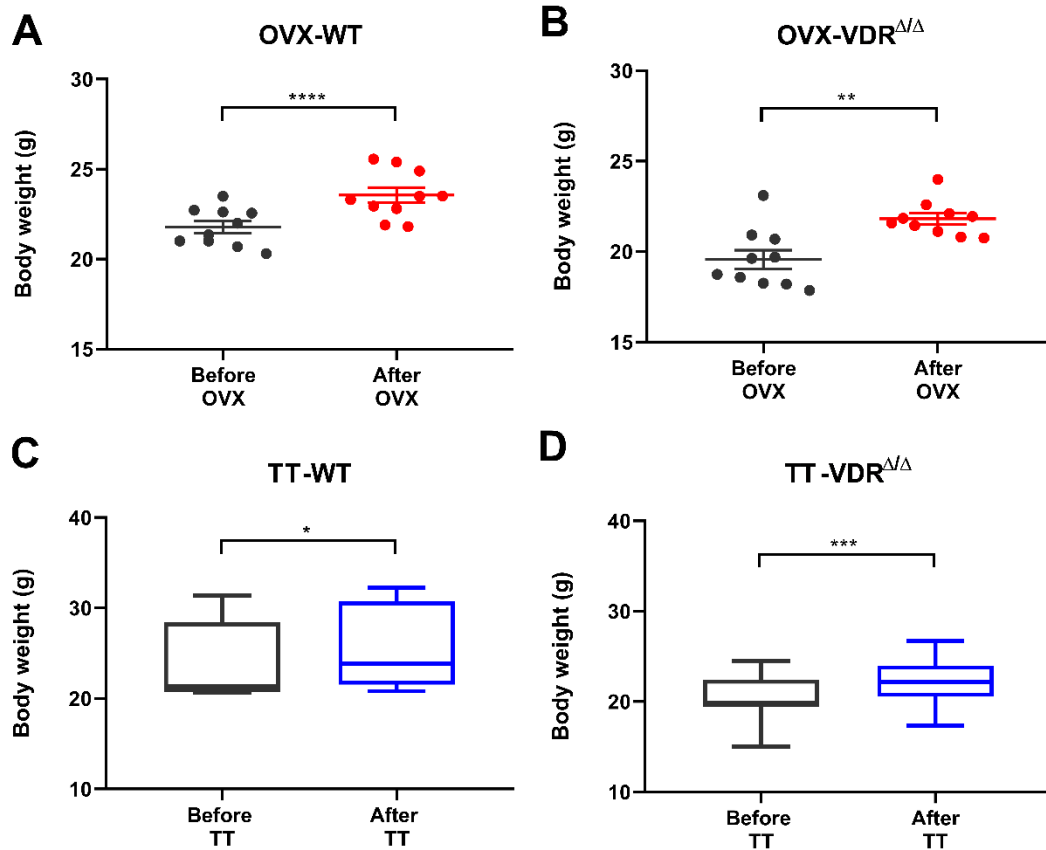 A
OVX-WT
Body weight (g)
30
25
20
15
****
Before
OVX
After
OVX
B
OVX-VDR^Δ/Δ
Body weight (g)
30
25
20
15
**
Before
OVX
After
OVX
C
TT-WT
Body weight (g)
40
30
20
10
*
Before
TT
After
TT
D
TT-VDR^Δ/Δ
Body weight (g)
40
30
20
10
***
Before
TT
After
TT